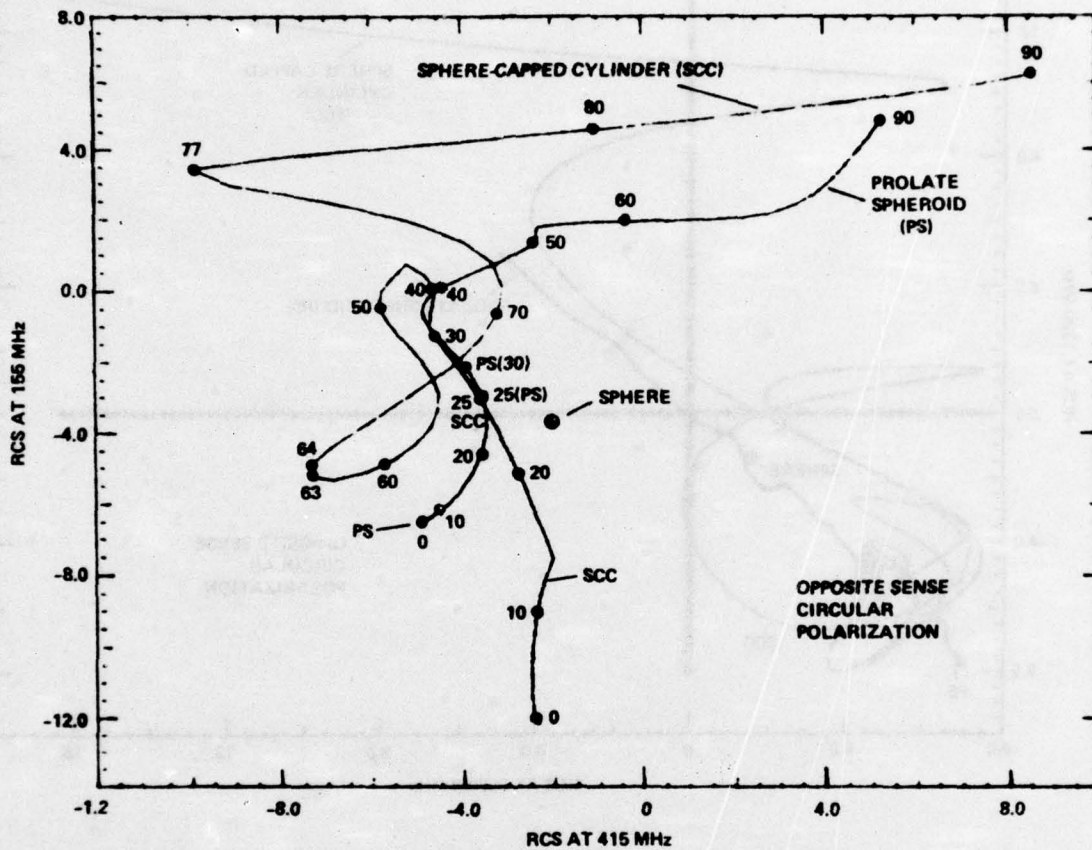 8.0
SPHERE-CAPPED CYLINDER (SCC)
90
80
90
4.0
77
PROLATE
SPHEROID
(PS)
60
50
0.0
40
40
50
70
30
PS(30)
25(PS)
25
SCC
SPHERE
-4.0
64
20
60
20
63
PS
10
0
-8.0
SCC
OPPOSITE SENSE
CIRCULAR
POLARIZATION
10
-12.0
0
-1.2
-8.0
-4.0
0
4.0
8.0
RCS AT 155 MHz
RCS AT 415 MHz